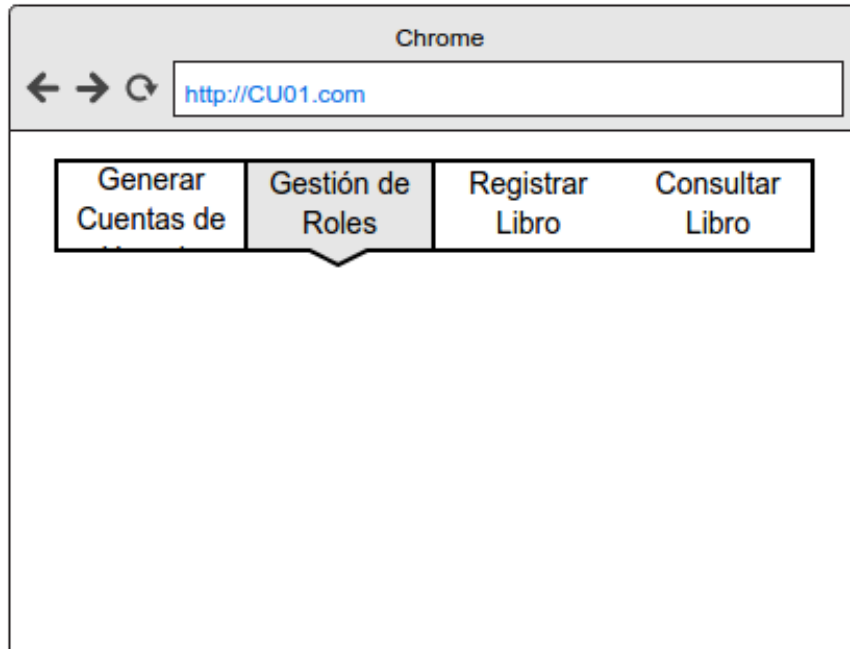 Chrome
http://CU01.com
Generar
Cuentas de
Gestión de
Roles
Registrar
Libro
Consultar
Libro